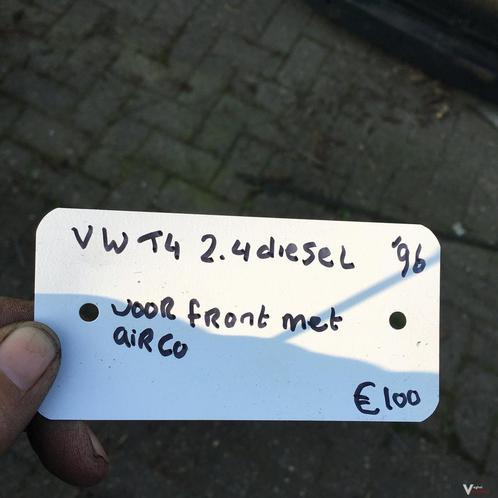 VW T4 2.4 diesel '96
voor front met
airco
€100